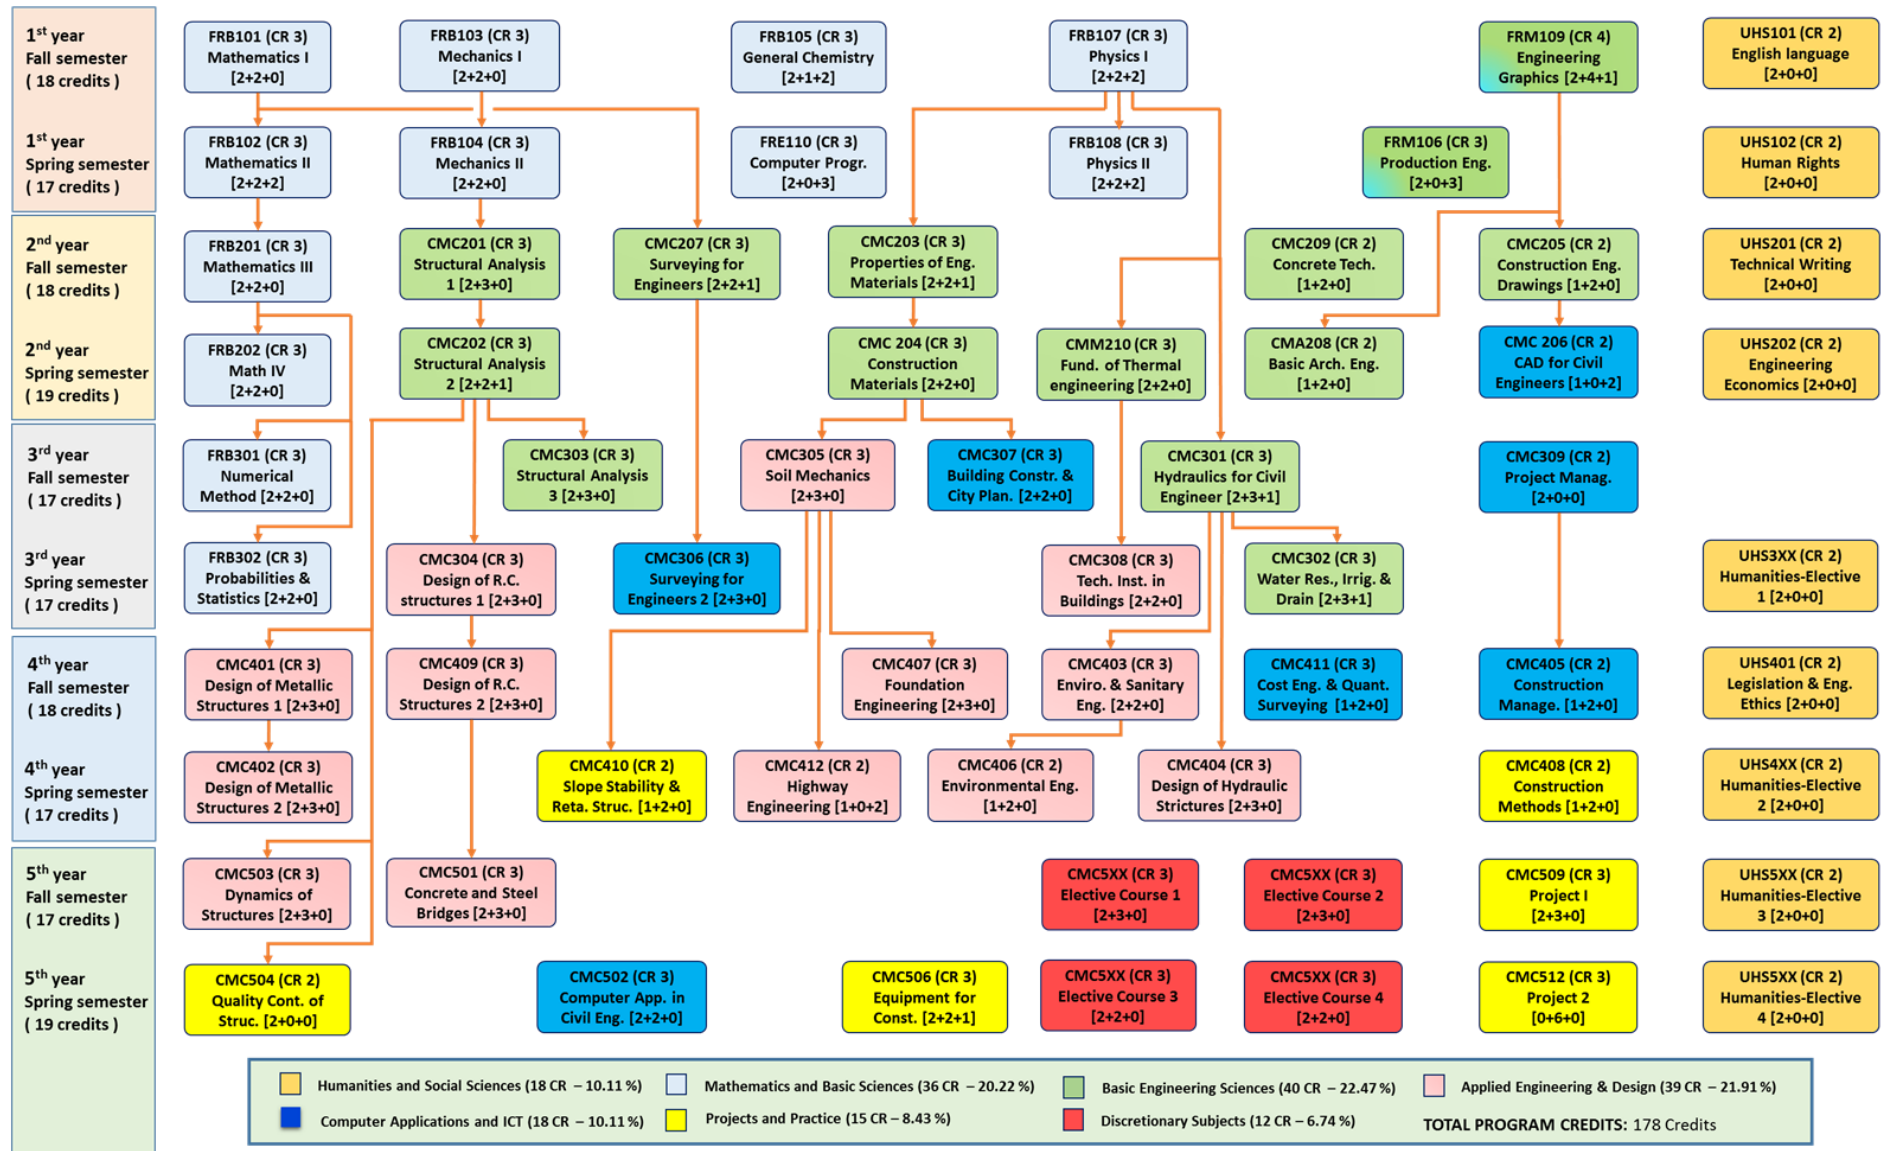 1st year
Fall semester
( 18 credits )
FRB101 (CR 3)
Mathematics I
[2+2+0]
FRB103 (CR 3)
Mechanics I
[2+2+0]
FRB105 (CR 3)
General Chemistry
[2+1+2]
FRB107 (CR 3)
Physics I
[2+2+2]
FRM109 (CR 4)
Engineering
Graphics [2+4+1]
UHS101 (CR 2)
English language
[2+0+0]
1st year
Spring semester
( 17 credits )
FRB102 (CR 3)
Mathematics II
[2+2+2]
FRB104 (CR 3)
Mechanics II
[2+2+0]
FRE110 (CR 3)
Computer Progr.
[2+0+3]
FRB108 (CR 3)
Physics II
[2+2+2]
FRM106 (CR 3)
Production Eng.
[2+0+3]
UHS102 (CR 2)
Human Rights
[2+0+0]
2nd year
Fall semester
( 18 credits )
FRB201 (CR 3)
Mathematics III
[2+2+0]
CMC201 (CR 3)
Structural Analysis
1 [2+3+0]
CMC207 (CR 3)
Surveying for
Engineers [2+2+1]
CMC203 (CR 3)
Properties of Eng.
Materials [2+2+1]
CMC209 (CR 2)
Concrete Tech.
[1+2+0]
CMC205 (CR 2)
Construction Eng.
Drawings [1+2+0]
UHS201 (CR 2)
Technical Writing
[2+0+0]
2nd year
Spring semester
( 19 credits )
FRB202 (CR 3)
Math IV
[2+2+0]
CMC202 (CR 3)
Structural Analysis
2 [2+2+1]
CMC 204 (CR 3)
Construction
Materials [2+2+0]
CMM210 (CR 3)
Fund. of Thermal
engineering [2+2+0]
CMA208 (CR 2)
Basic Arch. Eng.
[1+2+0]
CMC 206 (CR 2)
CAD for Civil
Engineers [1+0+2]
UHS202 (CR 2)
Engineering
Economics [2+0+0]
3rd year
Fall semester
( 17 credits )
FRB301 (CR 3)
Numerical
Method [2+2+0]
CMC303 (CR 3)
Structural Analysis
3 [2+3+0]
CMC305 (CR 3)
Soil Mechanics
[2+3+0]
CMC307 (CR 3)
Building Constr. &
City Plan. [2+2+0]
CMC301 (CR 3)
Hydraulics for Civil
Engineer [2+3+1]
CMC309 (CR 2)
Project Manag.
[2+0+0]
3rd year
Spring semester
( 17 credits )
FRB302 (CR 3)
Probabilities &
Statistics [2+2+0]
CMC304 (CR 3)
Design of R.C.
structures 1 [2+3+0]
CMC306 (CR 3)
Surveying for
Engineers 2 [2+3+0]
CMC308 (CR 3)
Tech. Inst. in
Buildings [2+2+0]
CMC302 (CR 3)
Water Res., Irrig. &
Drain [2+3+1]
UHS3XX (CR 2)
Humanities-Elective
1 [2+0+0]
4th year
Fall semester
( 18 credits )
CMC401 (CR 3)
Design of Metallic
Structures 1 [2+3+0]
CMC409 (CR 3)
Design of R.C.
Structures 2 [2+3+0]
CMC407 (CR 3)
Foundation
Engineering [2+3+0]
CMC403 (CR 3)
Enviro. & Sanitary
Eng. [2+2+0]
CMC411 (CR 3)
Cost Eng. & Quant.
Surveying [1+2+0]
CMC405 (CR 2)
Construction
Manage. [1+2+0]
UHS401 (CR 2)
Legislation & Eng.
Ethics [2+0+0]
4th year
Spring semester
( 17 credits )
CMC402 (CR 3)
Design of Metallic
Structures 2 [2+3+0]
CMC410 (CR 2)
Slope Stability &
Reta. Struc. [1+2+0]
CMC412 (CR 2)
Highway
Engineering [1+0+2]
CMC406 (CR 2)
Environmental Eng.
[1+2+0]
CMC404 (CR 3)
Design of Hydraulic
Strictures [2+3+0]
CMC408 (CR 2)
Construction
Methods [1+2+0]
UHS4XX (CR 2)
Humanities-Elective
2 [2+0+0]
5th year
Fall semester
( 17 credits )
CMC503 (CR 3)
Dynamics of
Structures [2+3+0]
CMC501 (CR 3)
Concrete and Steel
Bridges [2+3+0]
CMC5XX (CR 3)
Elective Course 1
[2+3+0]
CMC5XX (CR 3)
Elective Course 2
[2+3+0]
CMC509 (CR 3)
Project I
[2+3+0]
UHS5XX (CR 2)
Humanities-Elective
3 [2+0+0]
5th year
Spring semester
( 19 credits )
CMC504 (CR 2)
Quality Cont. of
Struc. [2+0+0]
CMC502 (CR 3)
Computer App. in
Civil Eng. [2+2+0]
CMC506 (CR 3)
Equipment for
Const. [2+2+1]
CMC5XX (CR 3)
Elective Course 3
[2+2+0]
CMC5XX (CR 3)
Elective Course 4
[2+2+0]
CMC512 (CR 3)
Project 2
[0+6+0]
UHS5XX (CR 2)
Humanities-Elective
4 [2+0+0]
Humanities and Social Sciences (18 CR – 10.11 %)
Mathematics and Basic Sciences (36 CR – 20.22 %)
Basic Engineering Sciences (40 CR – 22.47 %)
Applied Engineering & Design (39 CR – 21.91 %)
Computer Applications and ICT (18 CR – 10.11 %)
Projects and Practice (15 CR – 8.43 %)
Discretionary Subjects (12 CR – 6.74 %)
TOTAL PROGRAM CREDITS: 178 Credits